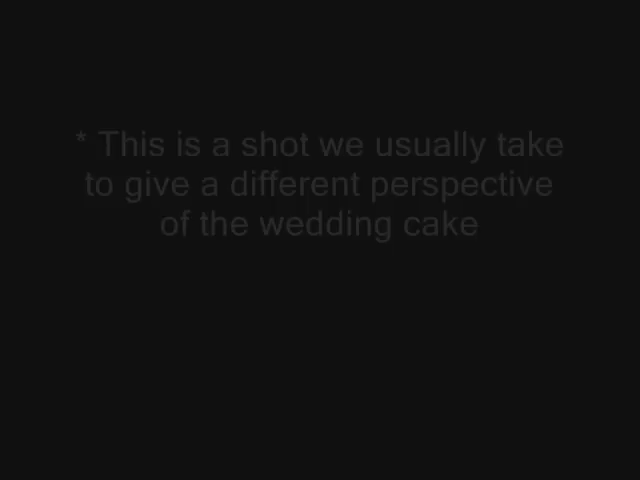 * This is a shot we usually take
to give a different perspective
of the wedding cake